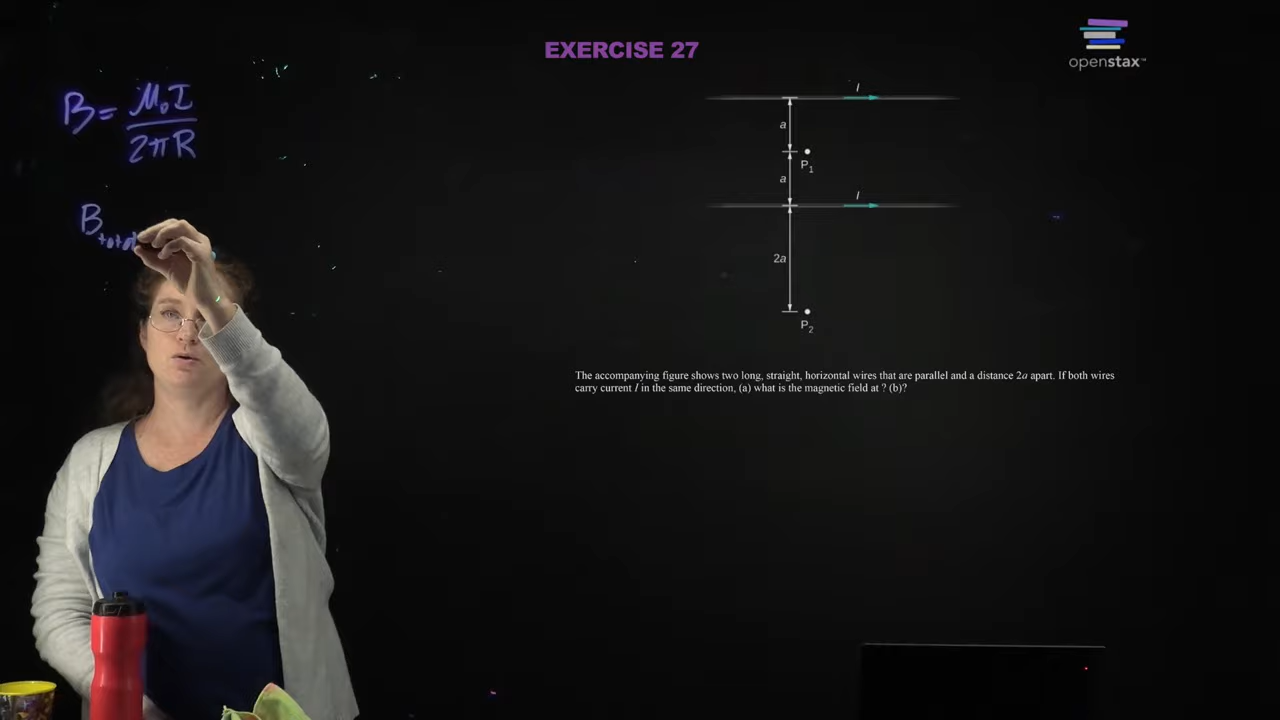 EXERCISE 27
openstax™
B = μ₀I / 2πR
B total
I
a
P₁
a
I
2a
P₂
The accompanying figure shows two long, straight, horizontal wires that are parallel and a distance 2a apart. If both wires
carry current I in the same direction, (a) what is the magnetic field at ? (b)?